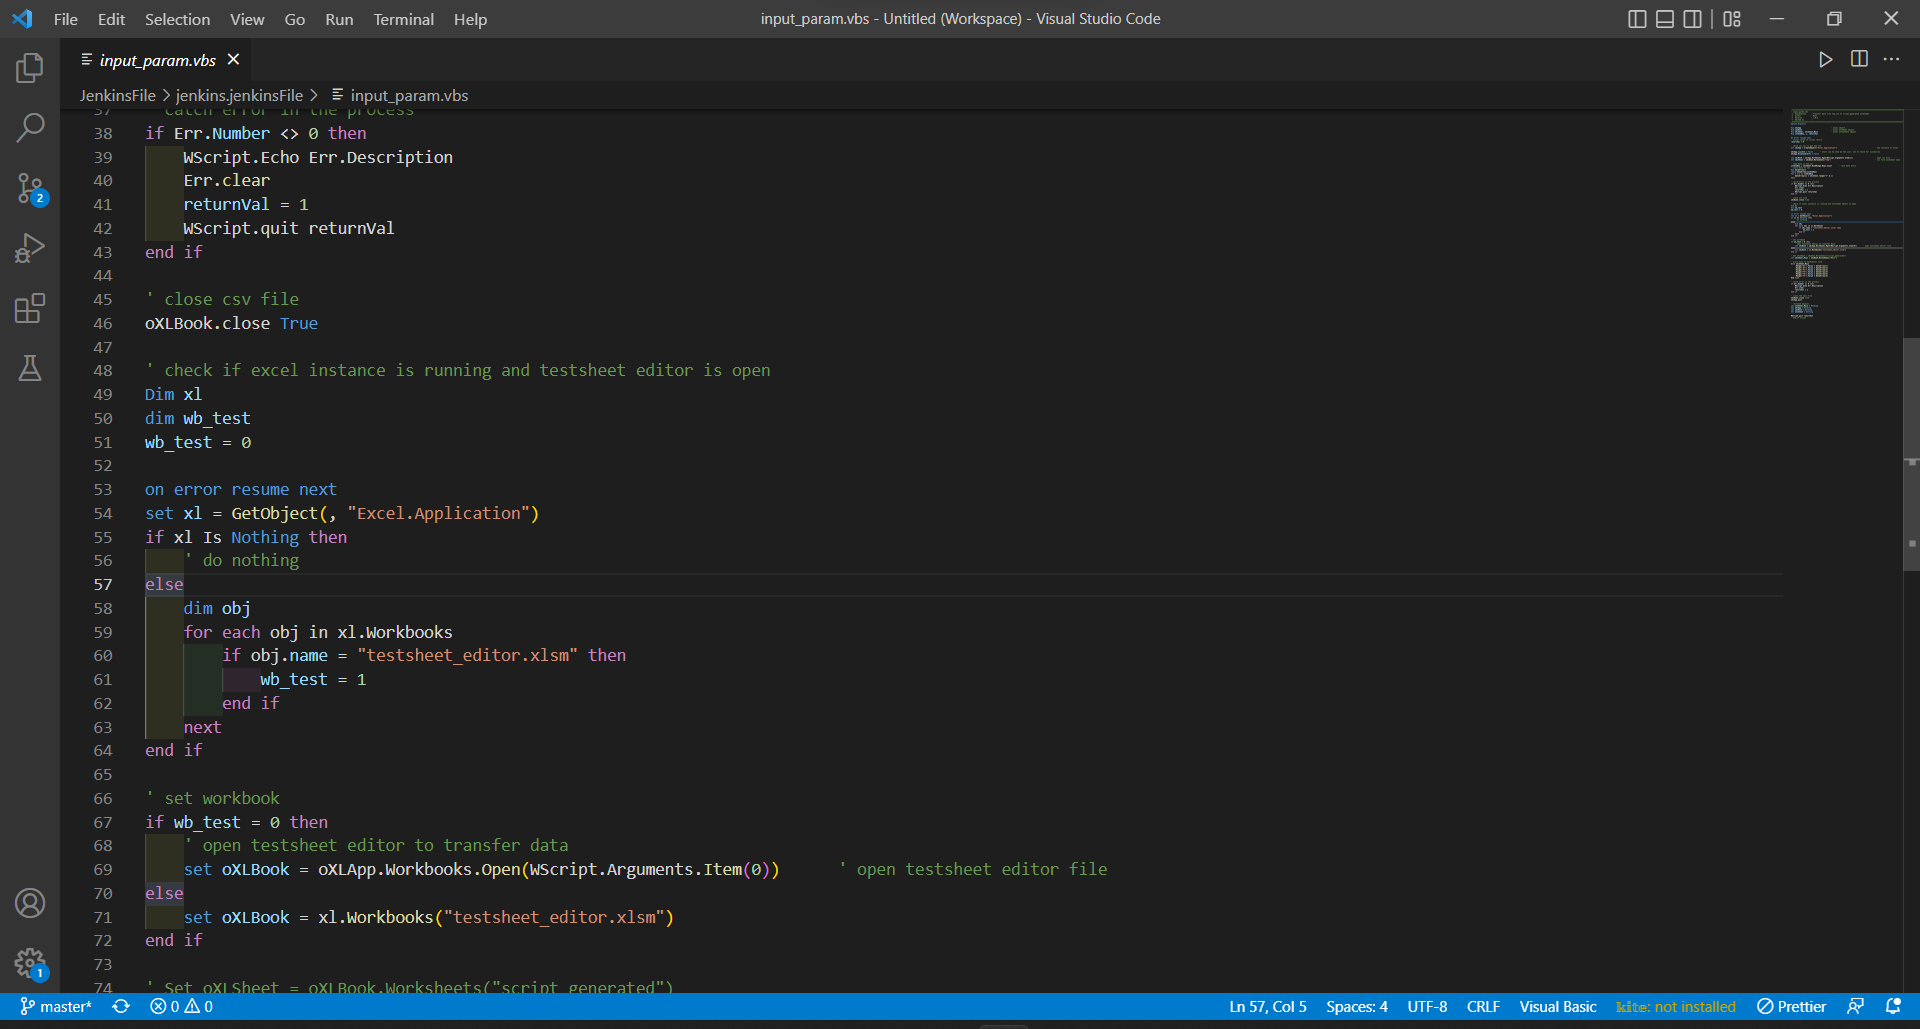 File Edit Selection View Go Run Terminal Help input_param.vbs - Untitled (Workspace) - Visual Studio Code
input_param.vbs
JenkinsFile > jenkins.jenkinsFile > input_param.vbs
37 ' catch error in the process
38 if Err.Number <> 0 then
39 WScript.Echo Err.Description
40 Err.clear
41 returnVal = 1
42 WScript.quit returnVal
43 end if
44
45 ' close csv file
46 oXLBook.close True
47
48 ' check if excel instance is running and testsheet editor is open
49 Dim xl
50 dim wb_test
51 wb_test = 0
52
53 on error resume next
54 set xl = GetObject(, "Excel.Application")
55 if xl Is Nothing then
56 ' do nothing
57 else
58 dim obj
59 for each obj in xl.Workbooks
60 if obj.name = "testsheet_editor.xlsm" then
61 wb_test = 1
62 end if
63 next
64 end if
65
66 ' set workbook
67 if wb_test = 0 then
68 ' open testsheet editor to transfer data
69 set oXLBook = oXLApp.Workbooks.Open(WScript.Arguments.Item(0)) ' open testsheet editor file
70 else
71 set oXLBook = xl.Workbooks("testsheet_editor.xlsm")
72 end if
73
74 ' Set oXLSheet = oXLBook.Worksheets("script_generated")
2
1
master* 0 0 Ln 57, Col 5 Spaces: 4 UTF-8 CRLF Visual Basic kite: not installed Prettier